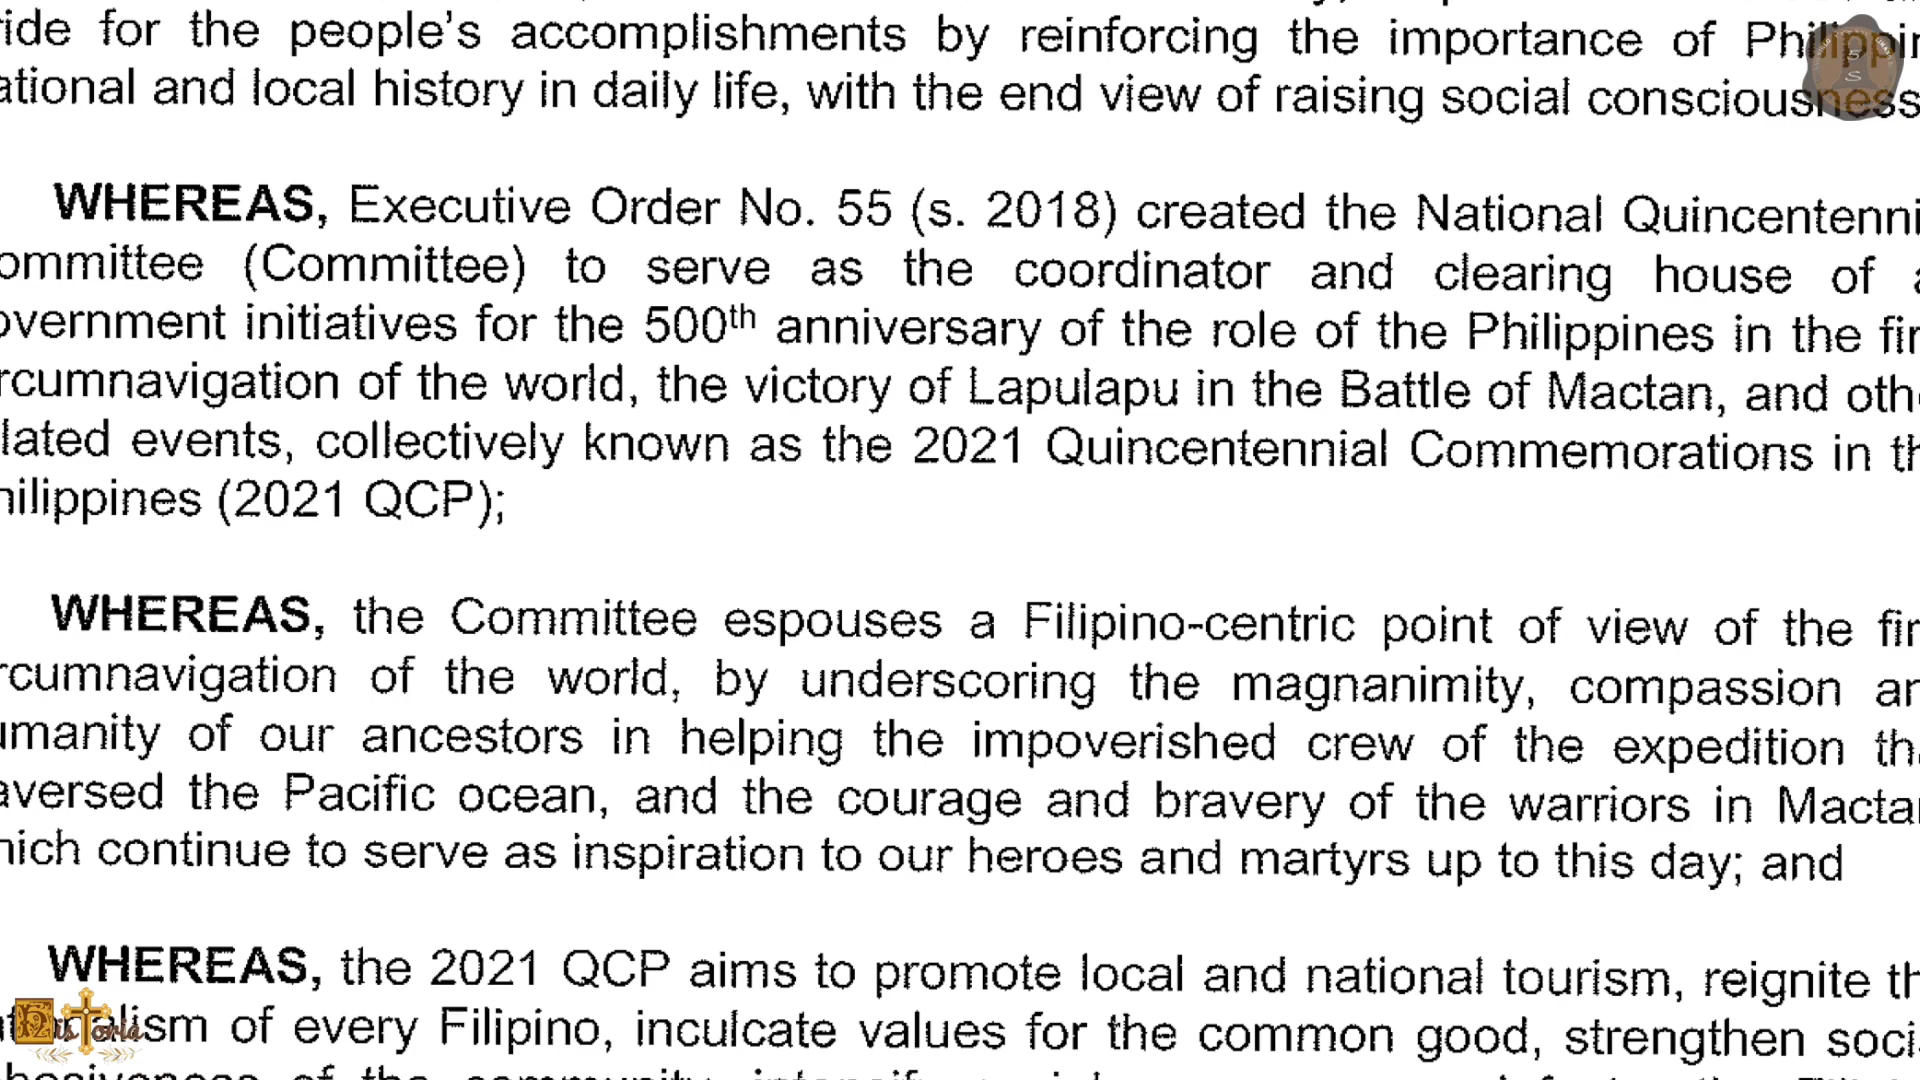 ride for the people's accomplishments by reinforcing the importance of Philippin
ational and local history in daily life, with the end view of raising social consciousness
WHEREAS, Executive Order No. 55 (s. 2018) created the National Quincentenni
ommittee (Committee) to serve as the coordinator and clearing house of a
overnment initiatives for the 500th anniversary of the role of the Philippines in the fir
rcumnavigation of the world, the victory of Lapulapu in the Battle of Mactan, and othe
lated events, collectively known as the 2021 Quincentennial Commemorations in th
hilippines (2021 QCP);
WHEREAS, the Committee espouses a Filipino-centric point of view of the fir
rcumnavigation of the world, by underscoring the magnanimity, compassion an
umanity of our ancestors in helping the impoverished crew of the expedition tha
aversed the Pacific ocean, and the courage and bravery of the warriors in Mactan
hich continue to serve as inspiration to our heroes and martyrs up to this day; and
WHEREAS, the 2021 QCP aims to promote local and national tourism, reignite th
alism of every Filipino, inculcate values for the common good, strengthen soci
of the community
Historia